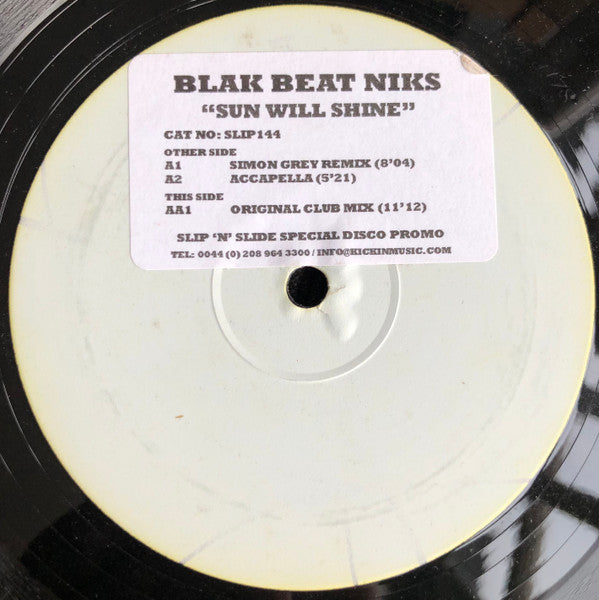 BLAK BEAT NIKS
“SUN WILL SHINE”
CAT NO: SLIP144
OTHER SIDE
A1 SIMON GREY REMIX (8’04)
A2 ACCAPELLA (5’21)
THIS SIDE
AA1 ORIGINAL CLUB MIX (11’12)
SLIP ‘N’ SLIDE SPECIAL DISCO PROMO
TEL: 0044 (0) 208 964 3300 / INFO@KICKINMUSIC.COM